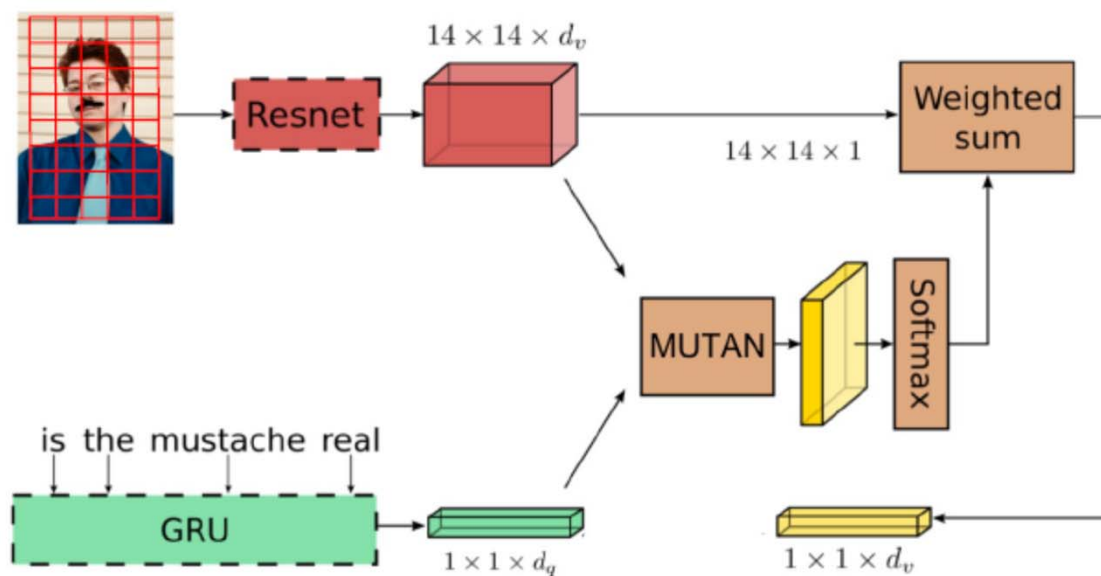 14 × 14 × d_v
Resnet
Weighted
sum
14 × 14 × 1
MUTAN
Softmax
is the mustache real
GRU
1 × 1 × d_q
1 × 1 × d_v